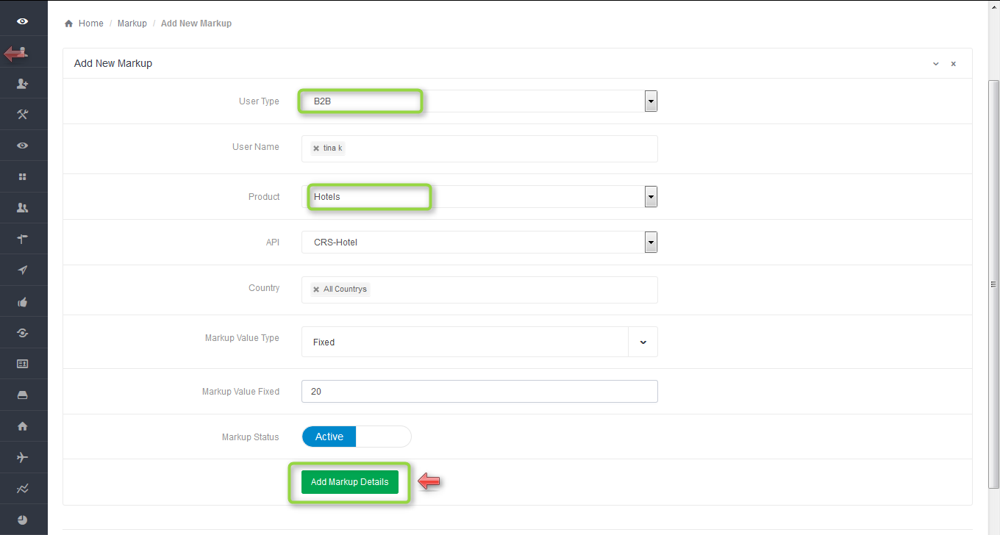 Home / Markup / Add New Markup
Add New Markup
User Type B2B
User Name × tina k
Product Hotels
API CRS-Hotel
Country × All Countrys
Markup Value Type Fixed
Markup Value Fixed 20
Markup Status Active
Add Markup Details